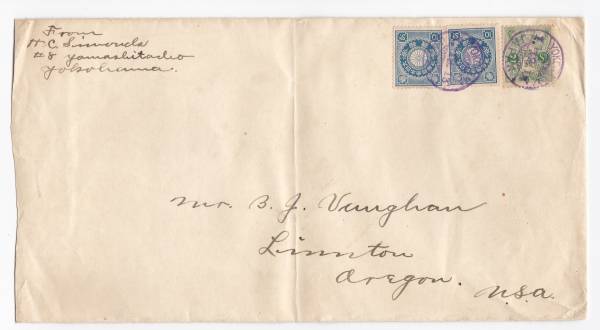 From
H. C. Simonds
#8 Yamashitacho
Yokohama.
Mr. B. J. Vaughan
Linnton
Oregon. U.S.A.